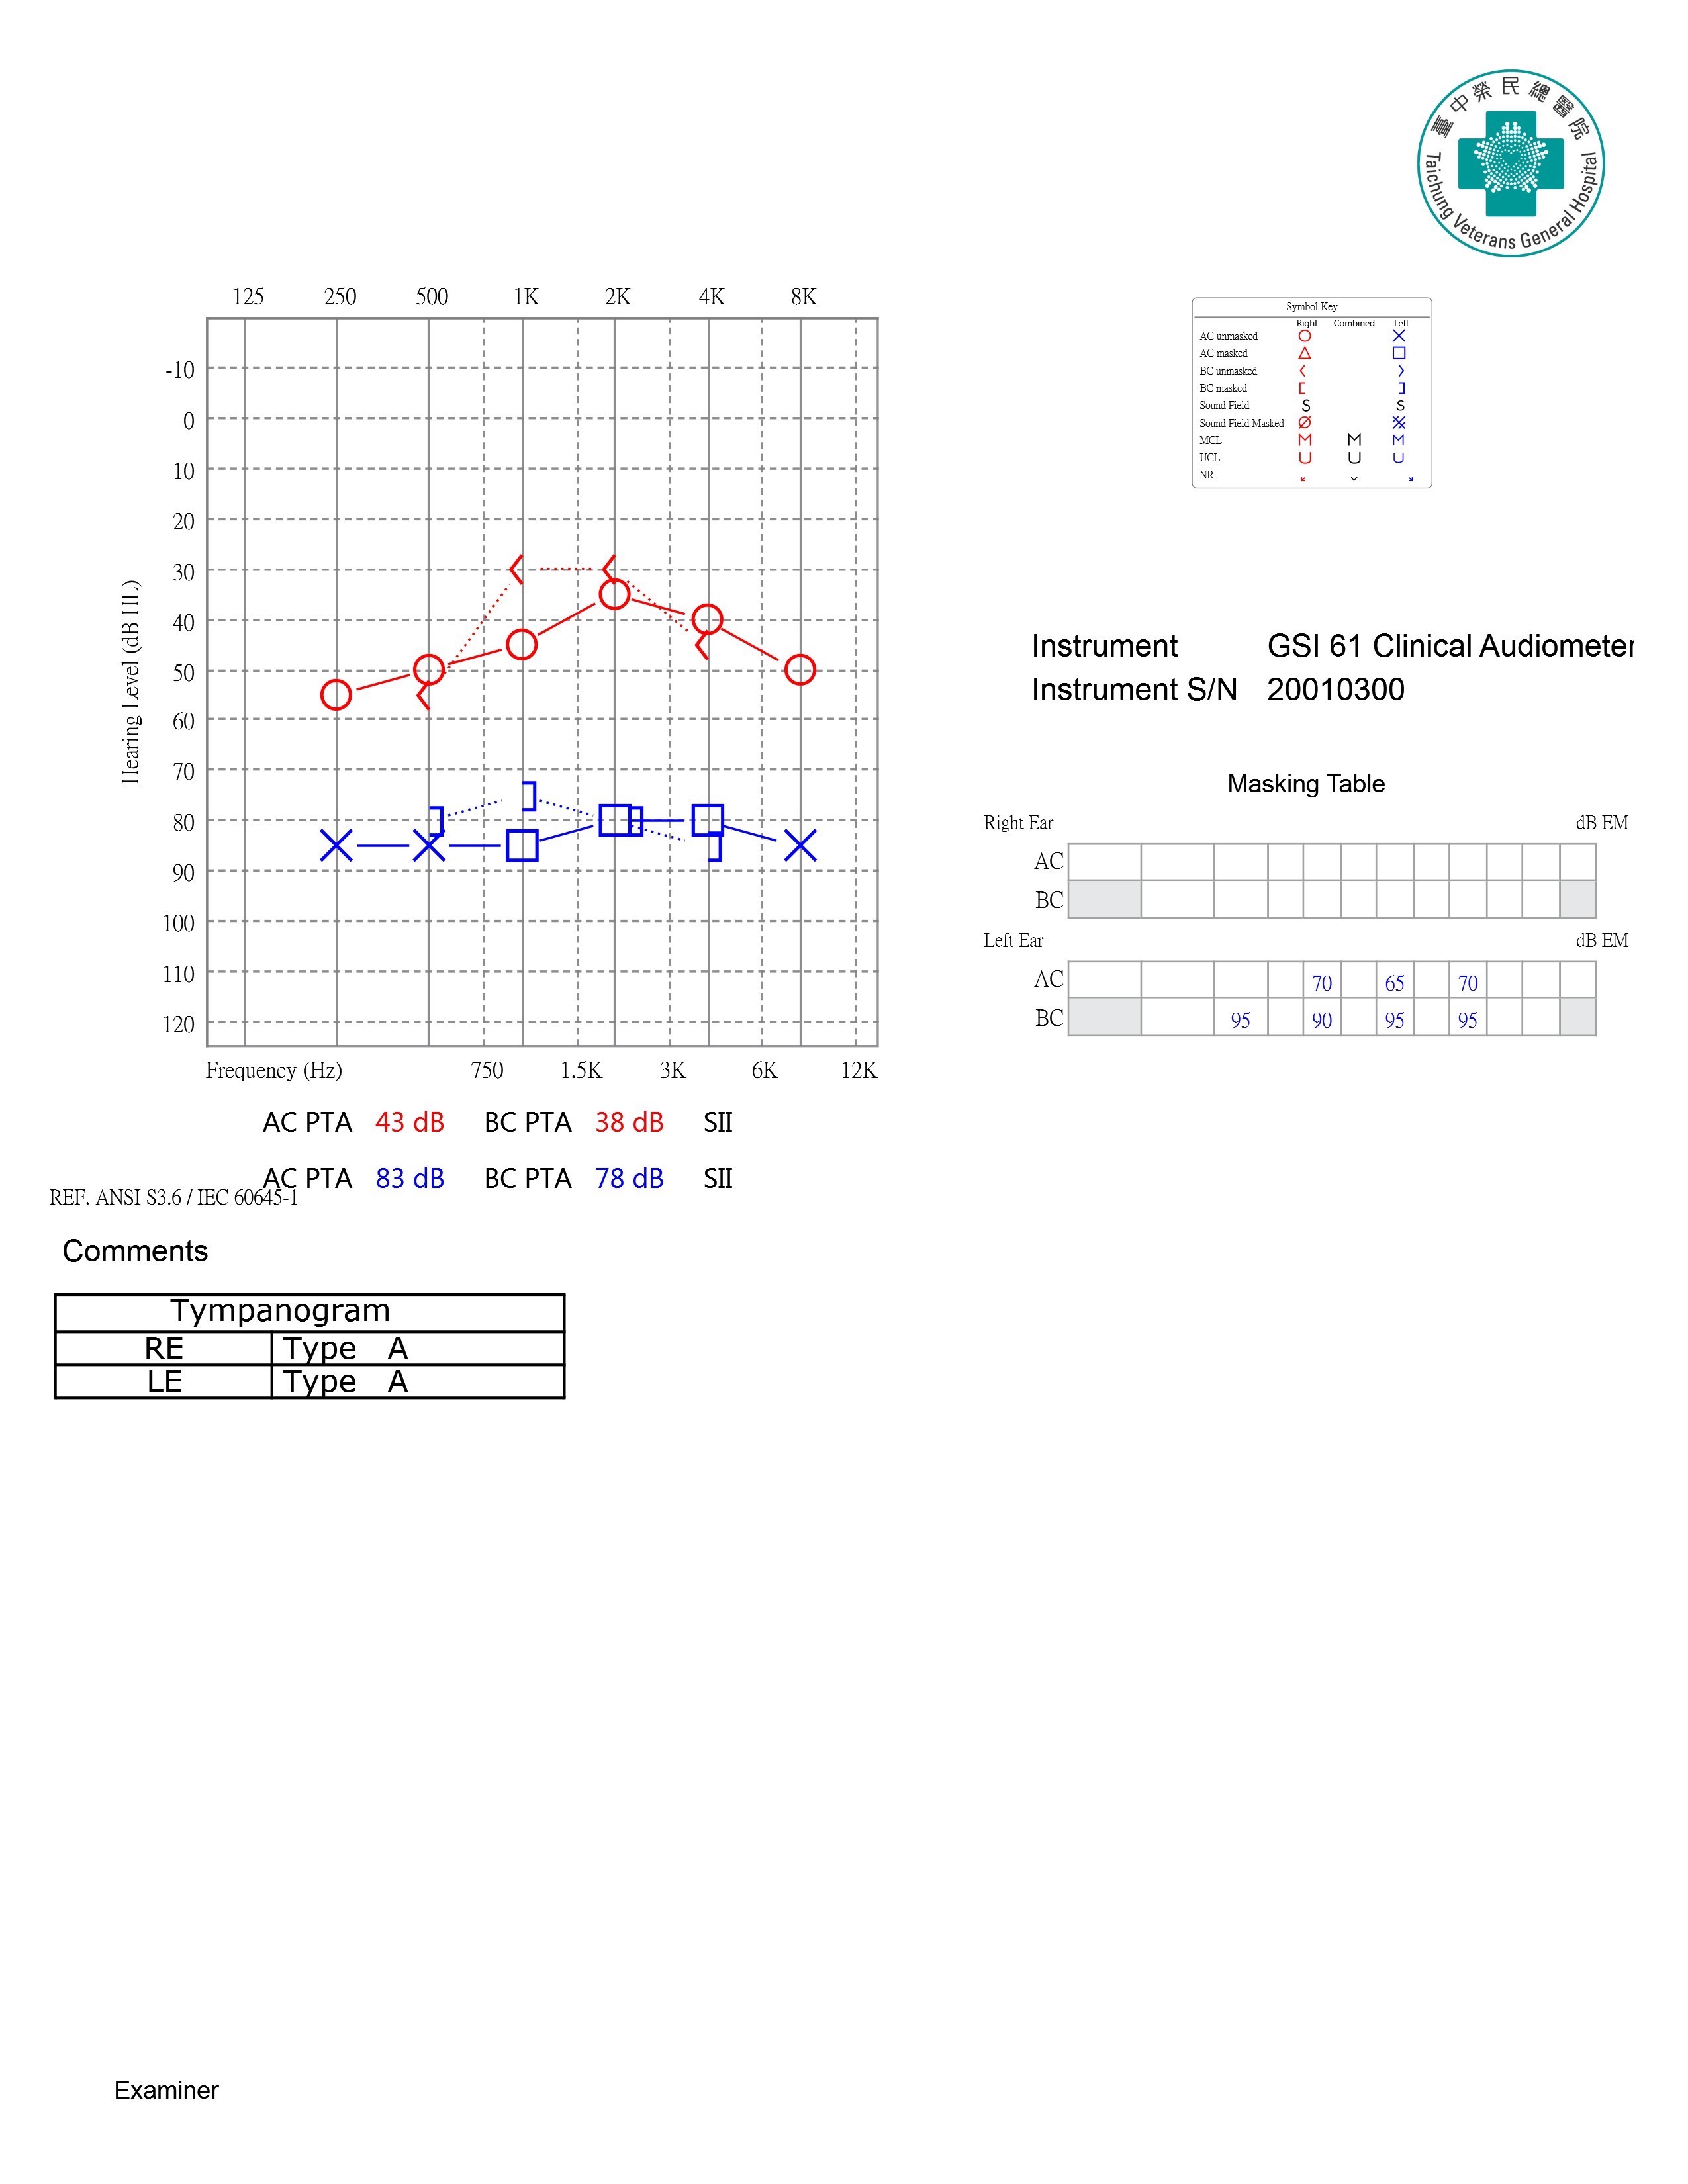 臺中榮民總醫院
Taichung Veterans General Hospital
125 250 500 1K 2K 4K 8K
-10
0
10
20
30
40
50
60
70
80
90
100
110
120
Hearing Level (dB HL)
Frequency (Hz) 750 1.5K 3K 6K 12K
AC PTA 43 dB BC PTA 38 dB SII
AC PTA 83 dB BC PTA 78 dB SII
REF. ANSI S3.6 / IEC 60645-1
Symbol Key
Right Combined Left
AC unmasked
AC masked
BC unmasked
BC masked
Sound Field S S
Sound Field Masked
MCL M M M
UCL U U U
NR
Instrument GSI 61 Clinical Audiometer
Instrument S/N 20010300
Masking Table
Right Ear dB EM
AC
BC
Left Ear dB EM
AC 70 65 70
BC 95 90 95 95
Comments
Tympanogram
RE Type A
LE Type A
Examiner